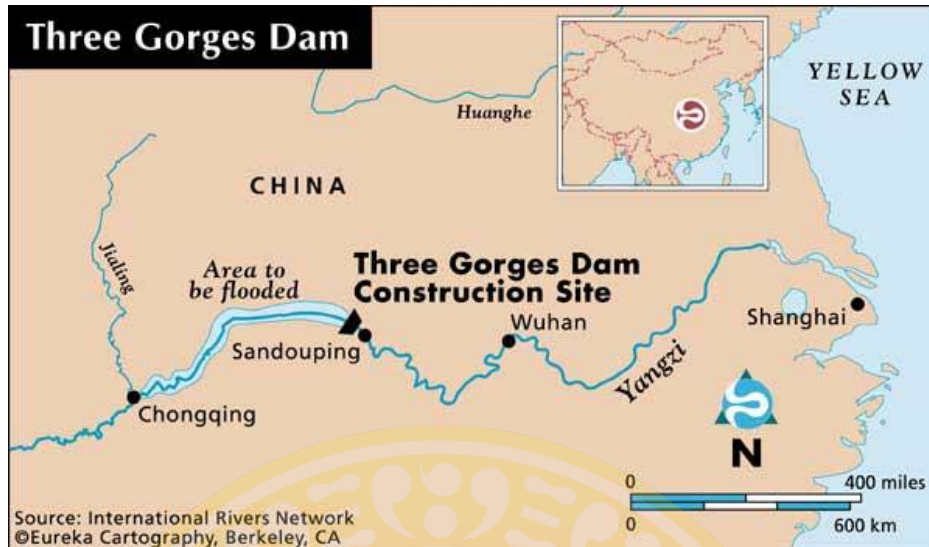 Three Gorges Dam
YELLOW
SEA
Huanghe
CHINA
Jialing
Area to
be flooded
Three Gorges Dam
Construction Site
Wuhan
Sandouping
Shanghai
Yangzi
Chongqing
N
0 400 miles
0 600 km
Source: International Rivers Network
©Eureka Cartography, Berkeley, CA